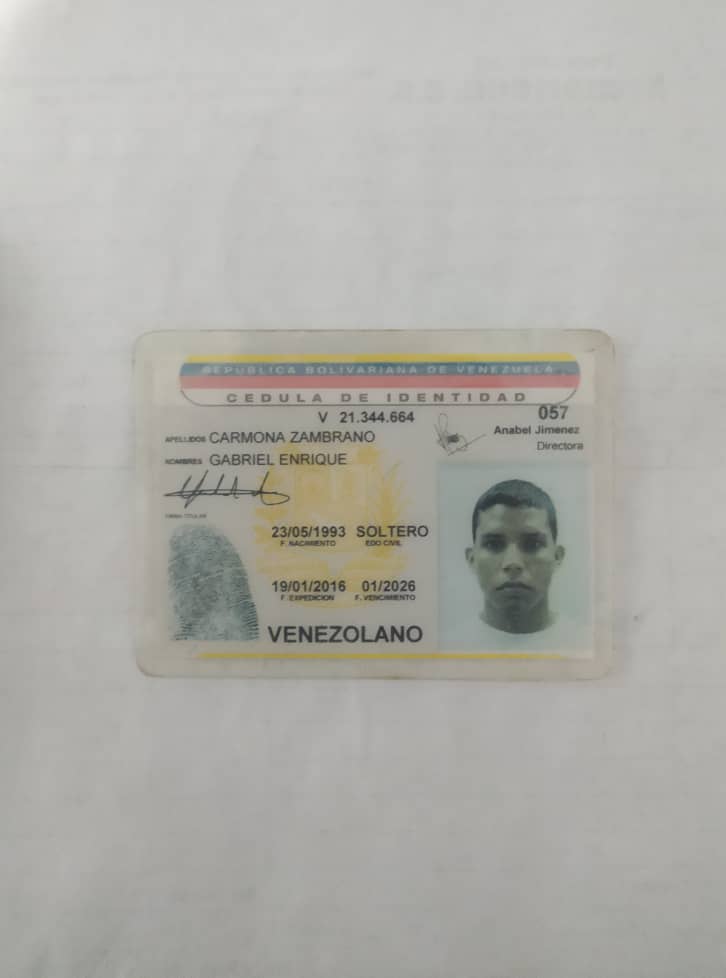 REPUBLICA BOLIVARIANA DE VENEZUELA
CEDULA DE IDENTIDAD
V 21.344.664
057
APELLIDOS CARMONA ZAMBRANO
Anabel Jimenez
Directora
NOMBRES GABRIEL ENRIQUE
FIRMA TITULAR
23/05/1993 SOLTERO
F. NACIMIENTO EDO CIVIL
19/01/2016 01/2026
F. EXPEDICION F. VENCIMIENTO
VENEZOLANO